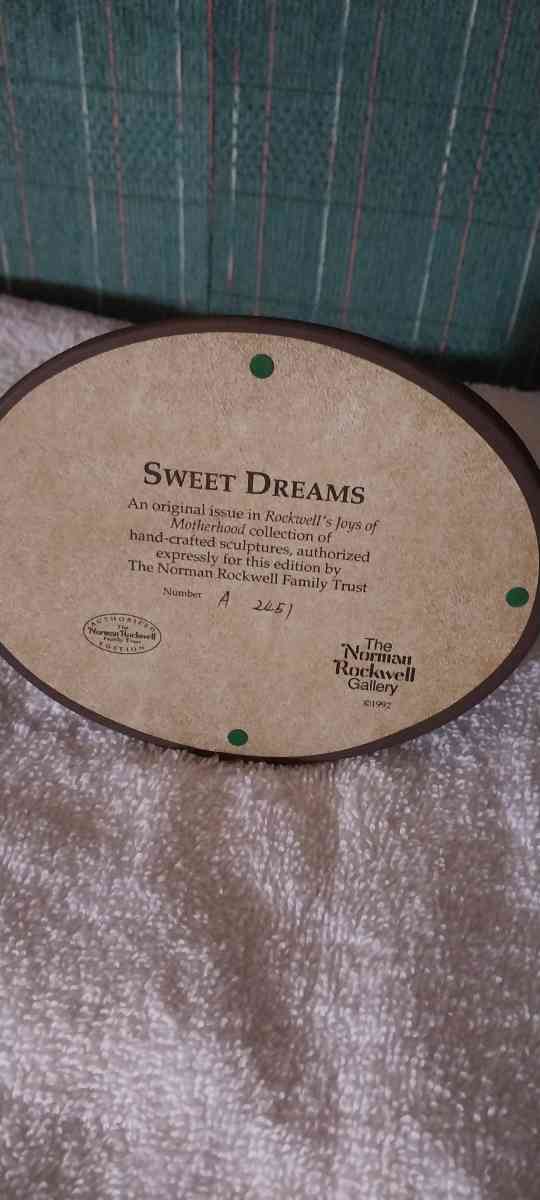 SWEET DREAMS
An original issue in Rockwell's Joys of
Motherhood collection of
hand-crafted sculptures, authorized
expressly for this edition by
The Norman Rockwell Family Trust
Number A 2451
AUTHORIZED
The
Norman Rockwell
Family Trust
EDITION
The
Norman
Rockwell
Gallery
©1992